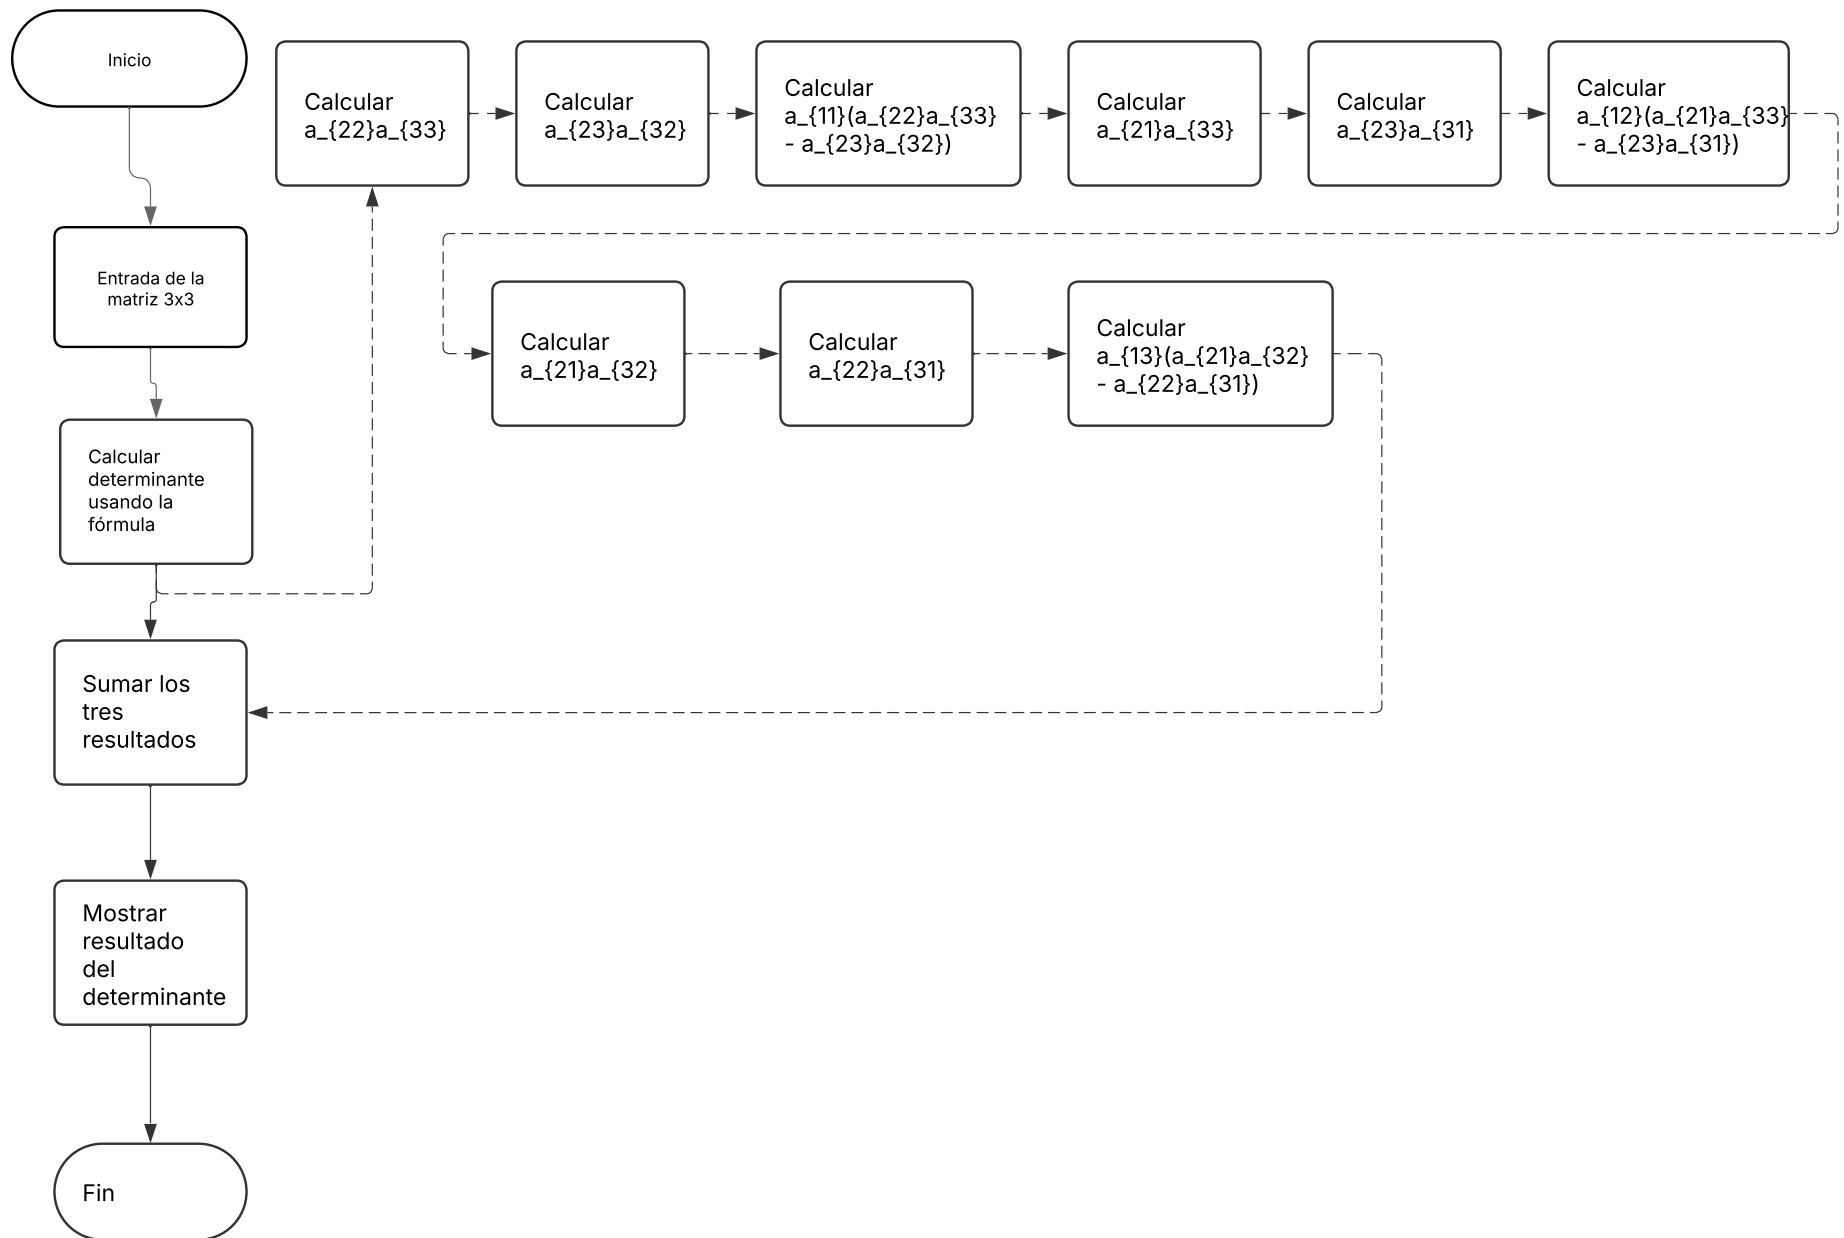 Inicio
Entrada de la
matriz 3x3
Calcular
determinante
usando la
fórmula
Calcular
a_{22}a_{33}
Calcular
a_{23}a_{32}
Calcular
a_{11}(a_{22}a_{33}
- a_{23}a_{32})
Calcular
a_{21}a_{33}
Calcular
a_{23}a_{31}
Calcular
a_{12}(a_{21}a_{33}
- a_{23}a_{31})
Calcular
a_{21}a_{32}
Calcular
a_{22}a_{31}
Calcular
a_{13}(a_{21}a_{32}
- a_{22}a_{31})
Sumar los
tres
resultados
Mostrar
resultado
del
determinante
Fin